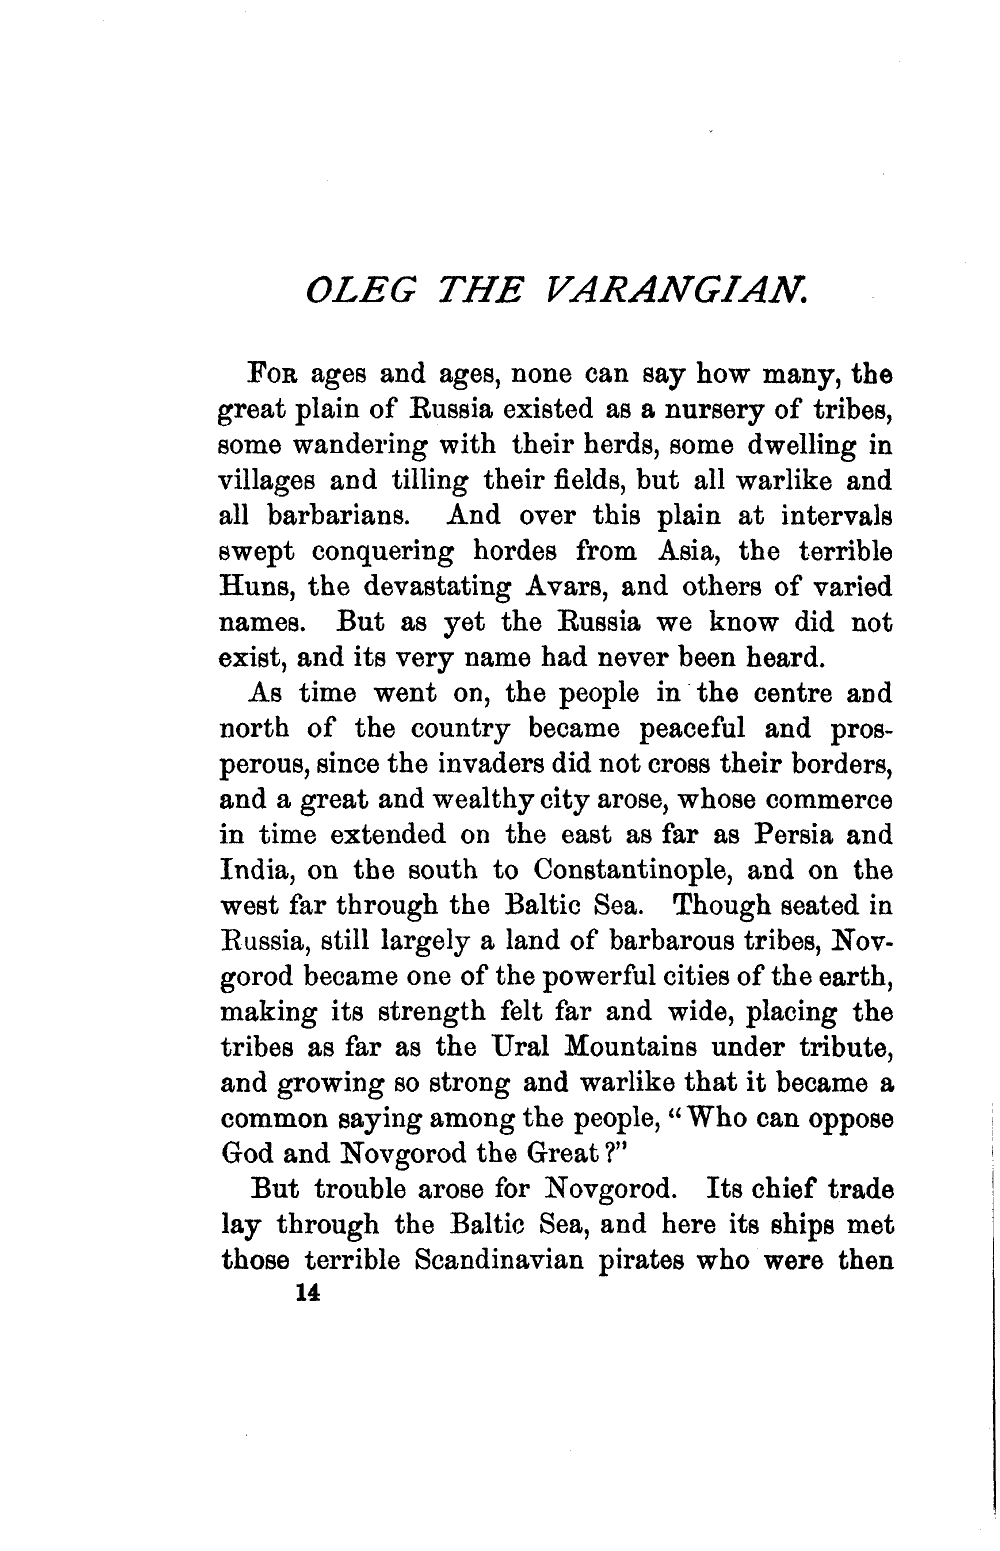 OLEG THE VARANGIAN.
FOR ages and ages, none can say how many, the
great plain of Russia existed as a nursery of tribes,
some wandering with their herds, some dwelling in
villages and tilling their fields, but all warlike and
all barbarians. And over this plain at intervals
swept conquering hordes from Asia, the terrible
Huns, the devastating Avars, and others of varied
names. But as yet the Russia we know did not
exist, and its very name had never been heard.
As time went on, the people in the centre and
north of the country became peaceful and pros-
perous, since the invaders did not cross their borders,
and a great and wealthy city arose, whose commerce
in time extended on the east as far as Persia and
India, on the south to Constantinople, and on the
west far through the Baltic Sea. Though seated in
Russia, still largely a land of barbarous tribes, Nov-
gorod became one of the powerful cities of the earth,
making its strength felt far and wide, placing the
tribes as far as the Ural Mountains under tribute,
and growing so strong and warlike that it became a
common saying among the people, "Who can oppose
God and Novgorod the Great?"
But trouble arose for Novgorod. Its chief trade
lay through the Baltic Sea, and here its ships met
those terrible Scandinavian pirates who were then
14